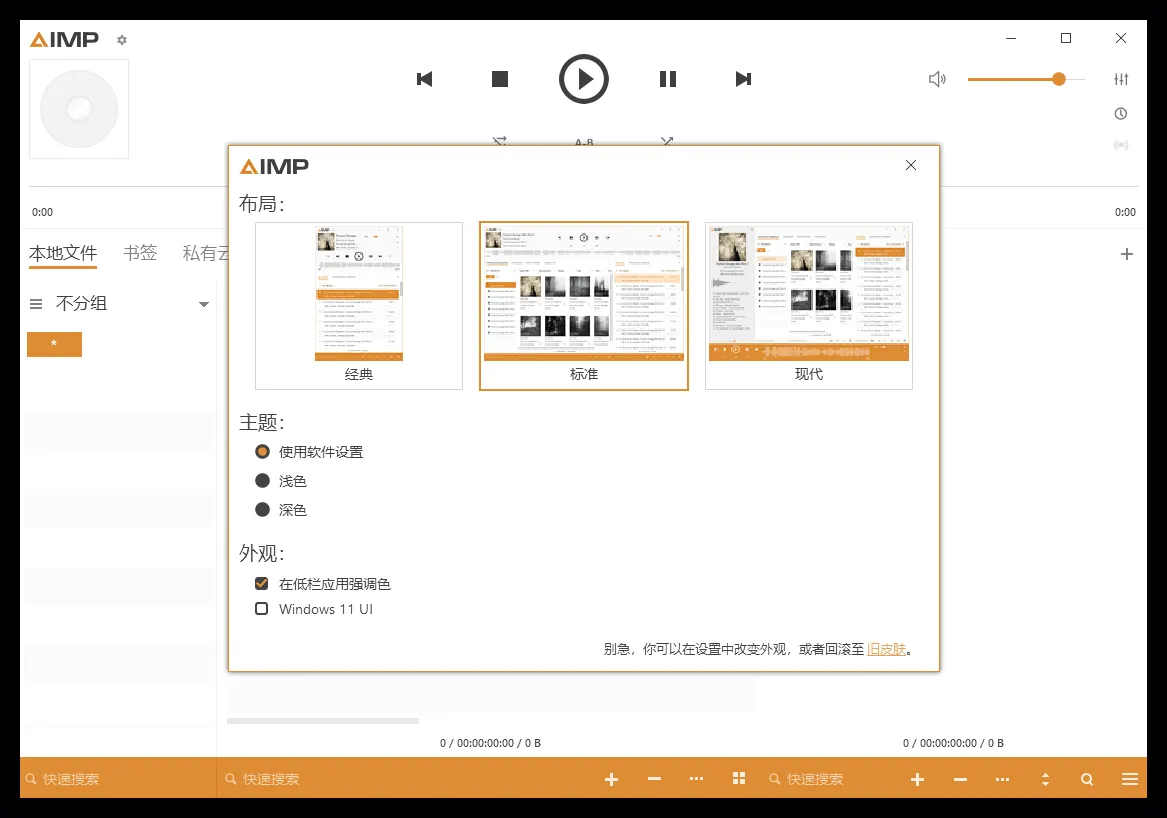 AIMP
A-B
0:00
0:00
本地文件
书签
私有云
不分组
*
AIMP
布局：
经典
标准
现代
主题：
使用软件设置
浅色
深色
外观：
在低栏应用强调色
Windows 11 UI
别急，你可以在设置中改变外观，或者回滚至 旧皮肤。
0 / 00:00:00:00 / 0 B
0 / 00:00:00:00 / 0 B
快速搜索
快速搜索
快速搜索